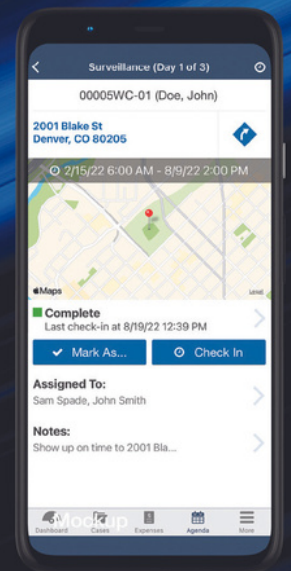 Surveillance (Day 1 of 3)
00005WC-01 (Doe, John)
2001 Blake St
Denver, CO 80205
2/15/22 6:00 AM - 8/9/22 2:00 PM
Maps
Legal
Complete
Last check-in at 8/19/22 12:39 PM
Mark As...
Check In
Assigned To:
Sam Spade, John Smith
Notes:
Show up on time to 2001 Bla...
Mockup
Dashboard Cases Expenses Agenda More